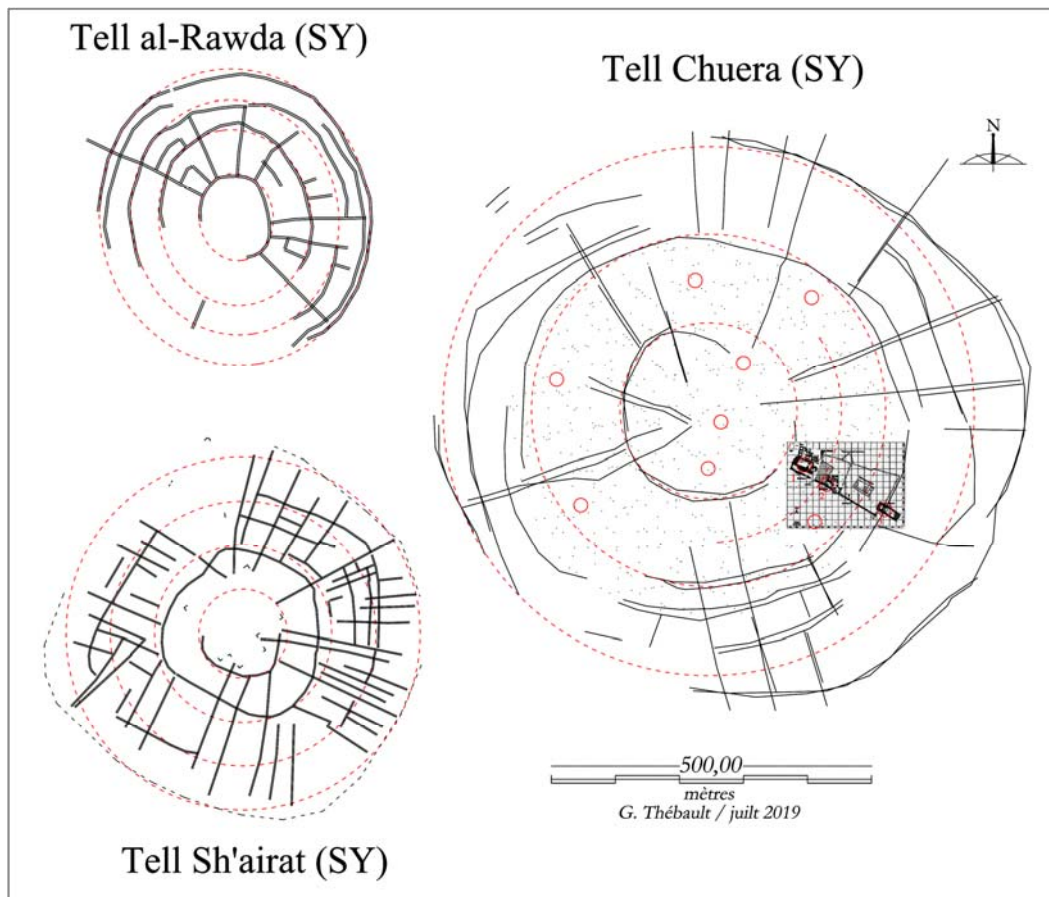 Tell al-Rawda (SY)
Tell Chuera (SY)
N
500,00
mètres
G. Thébault / juilt 2019
Tell Sh'airat (SY)